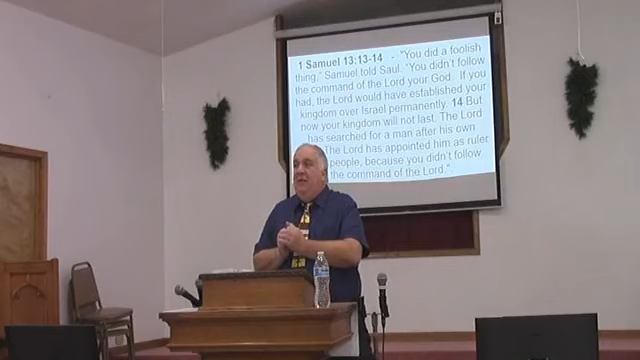 1 Samuel 13:13-14 - "You did a foolish
thing," Samuel told Saul. "You didn't follow
the command of the Lord your God. If you
had, the Lord would have established your
kingdom over Israel permanently. 14 But
now your kingdom will not last. The Lord
has searched for a man after his own
The Lord has appointed him as ruler
people, because you didn't follow
the command of the Lord."